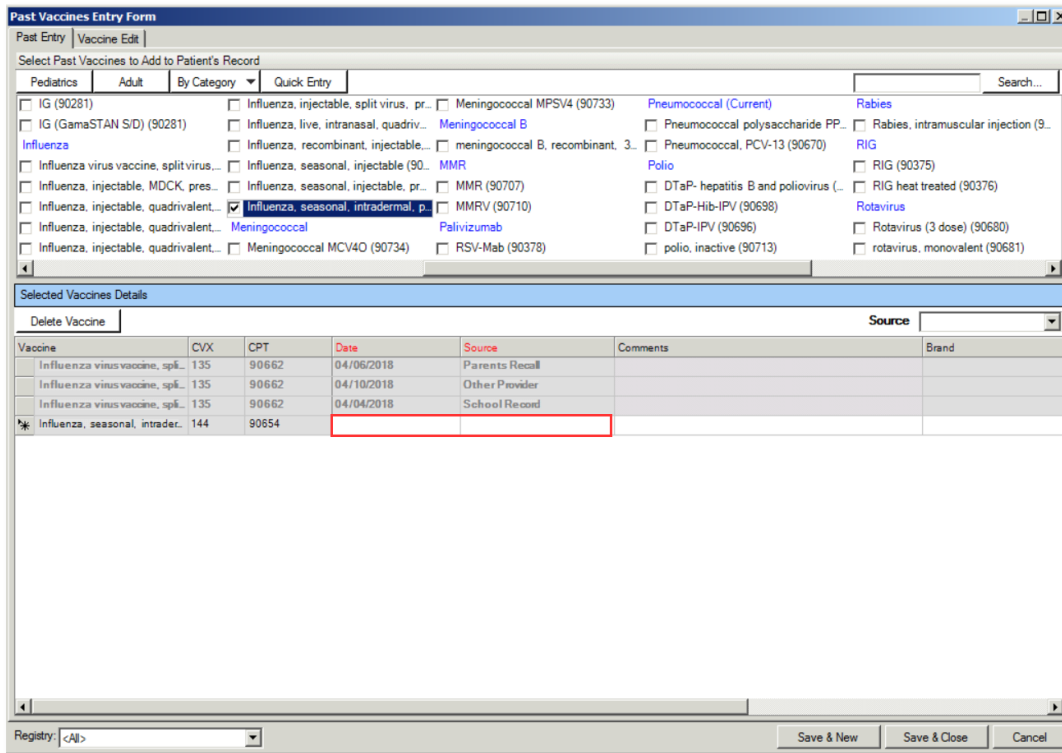 Past Vaccines Entry Form
Past Entry Vaccine Edit
Select Past Vaccines to Add to Patient's Record
Pediatrics Adult By Category Quick Entry Search...
IG (90281) Influenza, injectable, split virus, pr... Meningococcal MPSV4 (90733) Pneumococcal (Current) Rabies
IG (GamaSTAN S/D) (90281) Influenza, live, intranasal, quadriv... Meningococcal B Pneumococcal polysaccharide PP... Rabies, intramuscular injection (9...
Influenza Influenza, recombinant, injectable,... meningococcal B, recombinant, 3... Pneumococcal, PCV-13 (90670) RIG
Influenza virus vaccine, split virus,... Influenza, seasonal, injectable (90... MMR Polio RIG (90375)
Influenza, injectable, MDCK, pres... Influenza, seasonal, injectable, pr... MMR (90707) DTaP- hepatitis B and poliovirus (... RIG heat treated (90376)
Influenza, injectable, quadrivalent,... Influenza, seasonal, intradermal, p... MMRV (90710) DTaP-Hib-IPV (90698) Rotavirus
Influenza, injectable, quadrivalent,... Meningococcal Palivizumab DTaP-IPV (90696) Rotavirus (3 dose) (90680)
Influenza, injectable, quadrivalent,... Meningococcal MCV4O (90734) RSV-Mab (90378) polio, inactive (90713) rotavirus, monovalent (90681)
Selected Vaccines Details
Delete Vaccine Source
Vaccine CVX CPT Date Source Comments Brand
Influenza virus vaccine, spli... 135 90662 04/06/2018 Parents Recall
Influenza virus vaccine, spli... 135 90662 04/10/2018 Other Provider
Influenza virus vaccine, spli... 135 90662 04/04/2018 School Record
Influenza, seasonal, intrader... 144 90654
Registry: <All> Save & New Save & Close Cancel